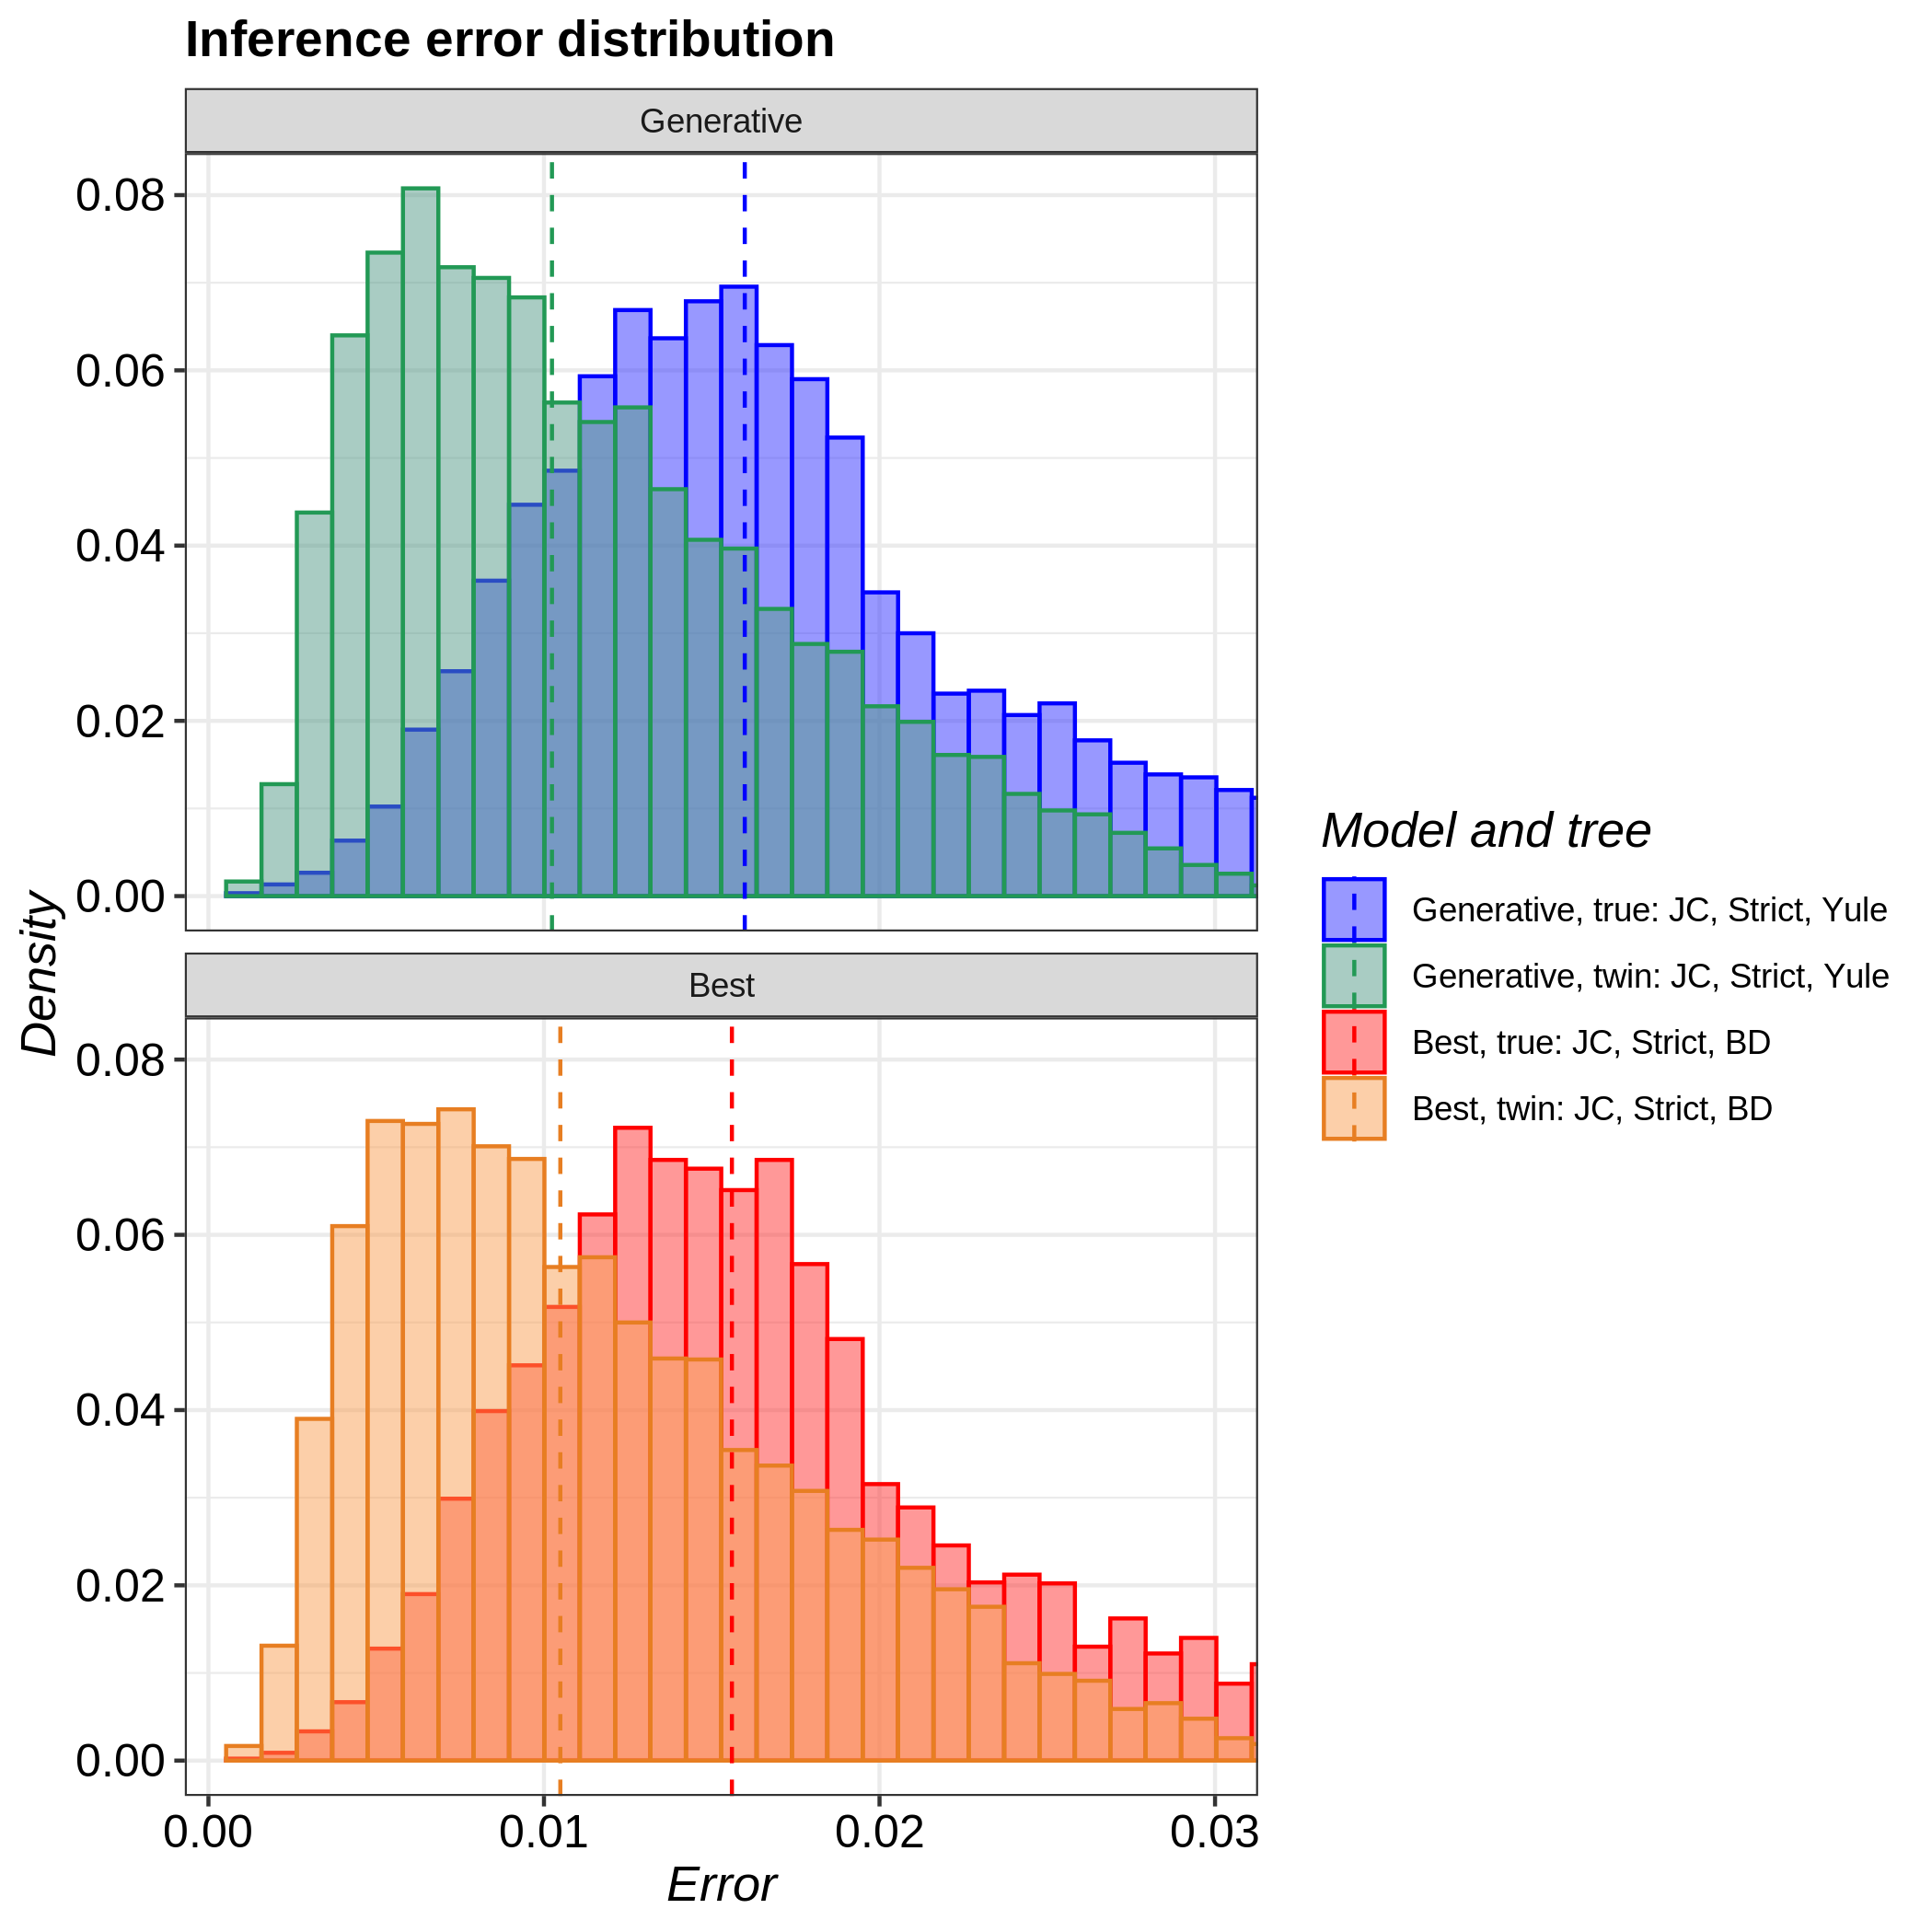 Inference error distribution
Generative
0.08
0.06
0.04
0.02
0.00
Best
0.08
0.06
0.04
0.02
0.00
0.00 0.01 0.02 0.03
Error
Density
Model and tree
Generative, true: JC, Strict, Yule
Generative, twin: JC, Strict, Yule
Best, true: JC, Strict, BD
Best, twin: JC, Strict, BD